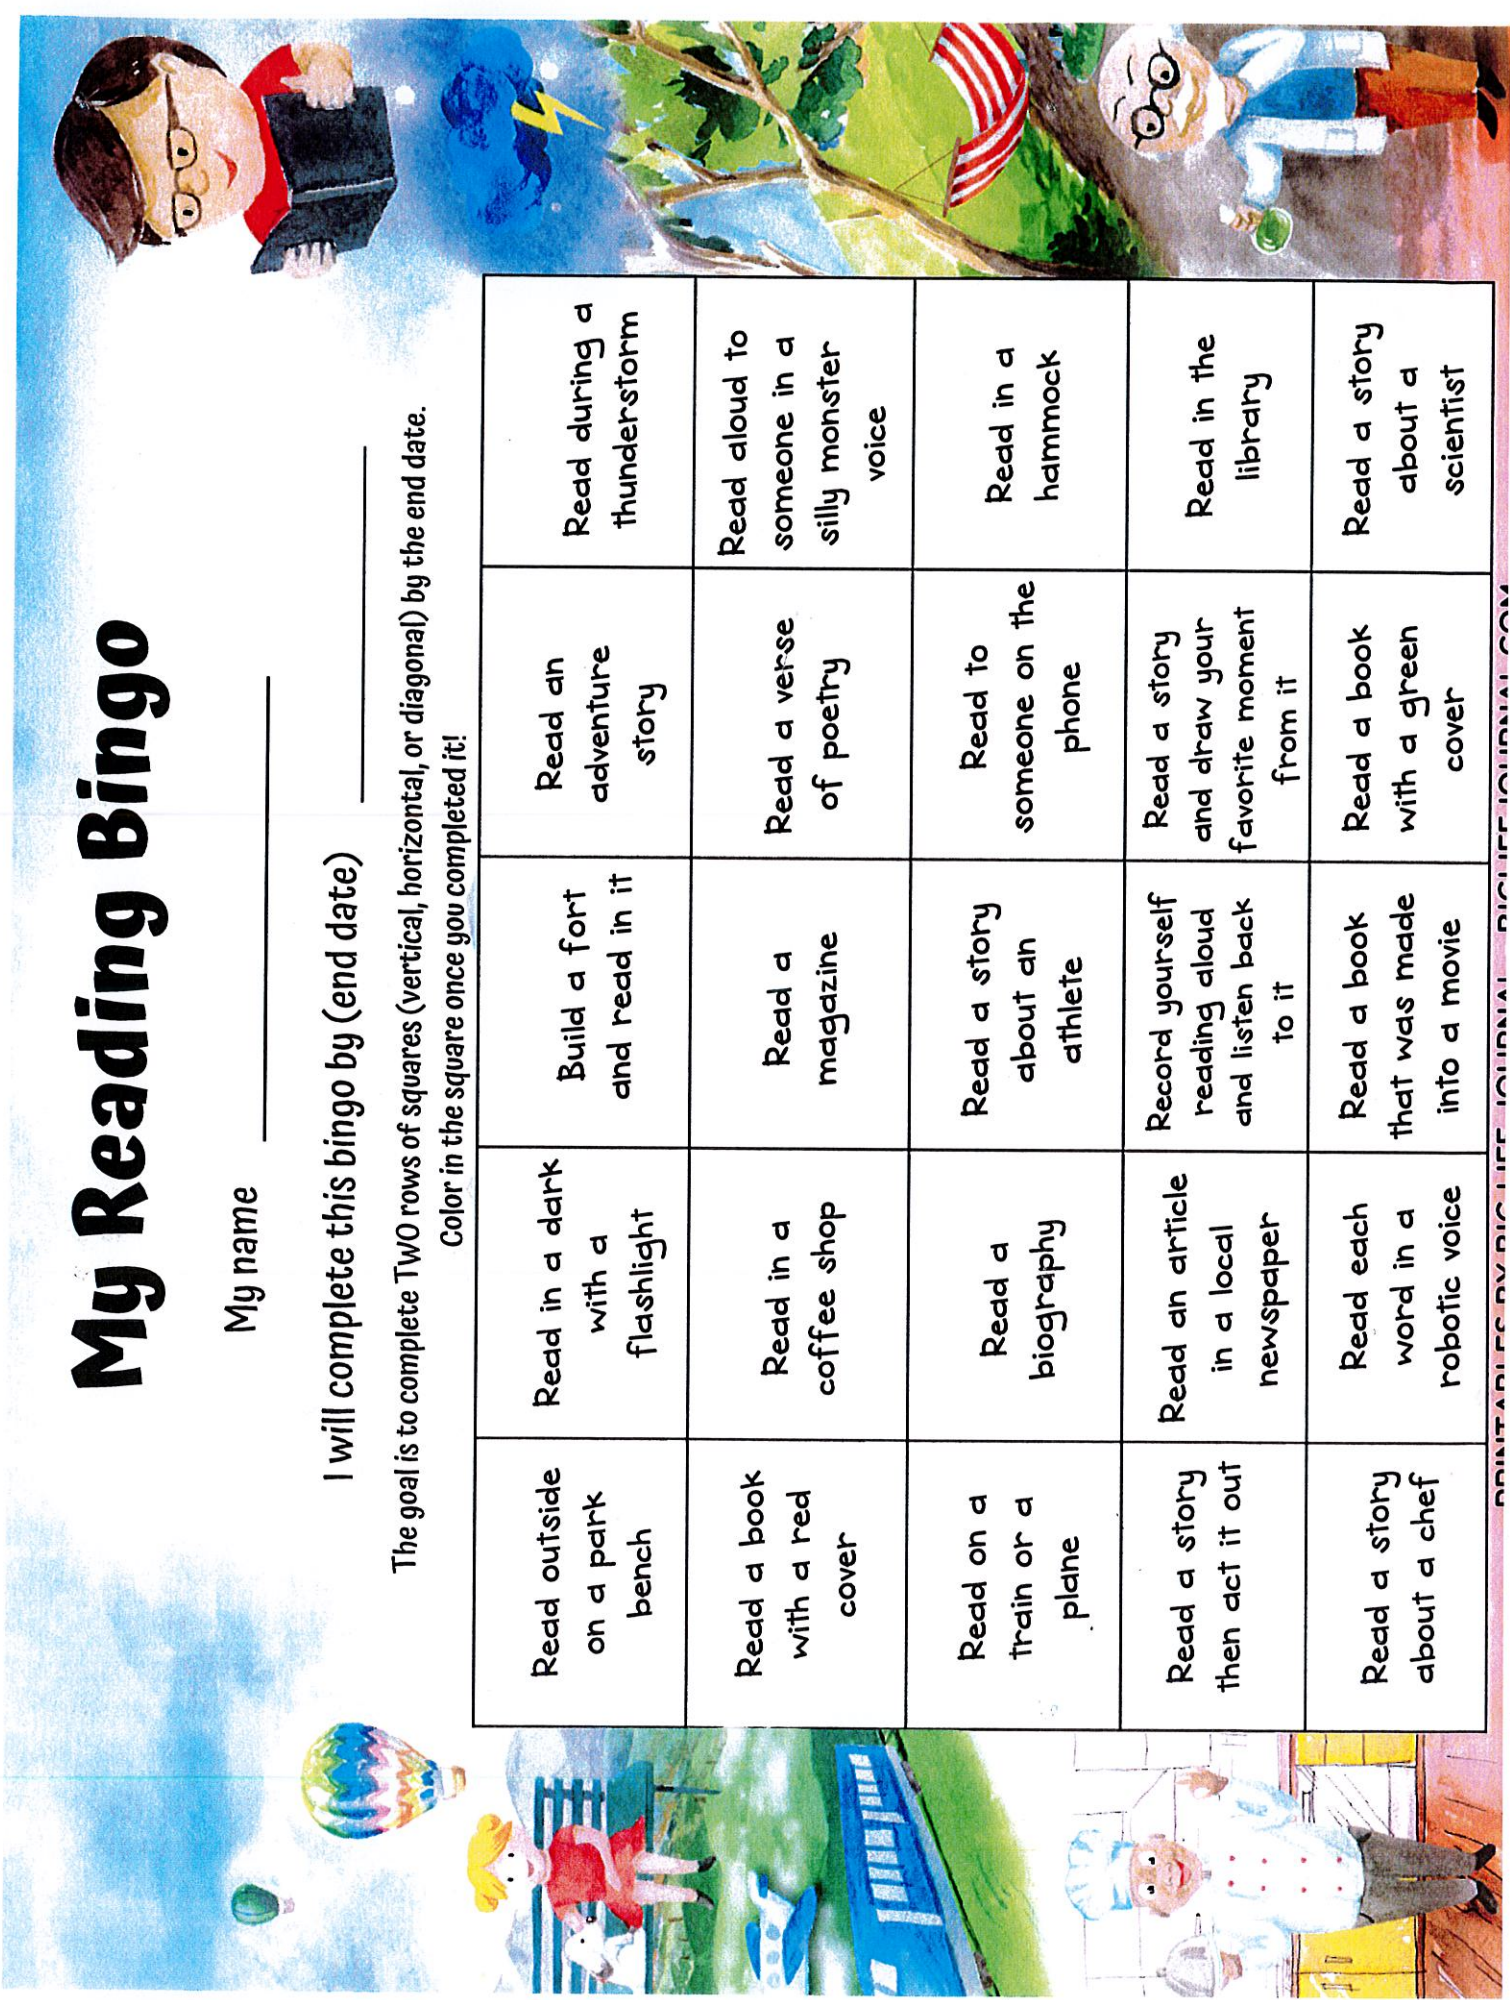 My Reading Bingo
My name
I will complete this bingo by (end date)
The goal is to complete TWO rows of squares (vertical, horizontal, or diagonal) by the end date.
Color in the square once you completed it!
Read outside
on a park
bench
Read in a dark
with a
flashlight
Build a fort
and read in it
Read an
adventure
story
Read during a
thunderstorm
Read a book
with a red
cover
Read in a
coffee shop
Read a
magazine
Read a verse
of poetry
Read aloud to
someone in a
silly monster
voice
Read on a
train or a
plane
Read a
biography
Read a story
about an
athlete
Read to
someone on the
phone
Read in a
hammock
Read a story
then act it out
Read an article
in a local
newspaper
Record yourself
reading aloud
and listen back
to it
Read a story
and draw your
favorite moment
from it
Read in the
library
Read a story
about a chef
Read each
word in a
robotic voice
Read a book
that was made
into a movie
Read a book
with a green
cover
Read a story
about a
scientist
PRINTABLES BY BIG LIFE JOURNAL - BIGLIFEJOURNAL.COM